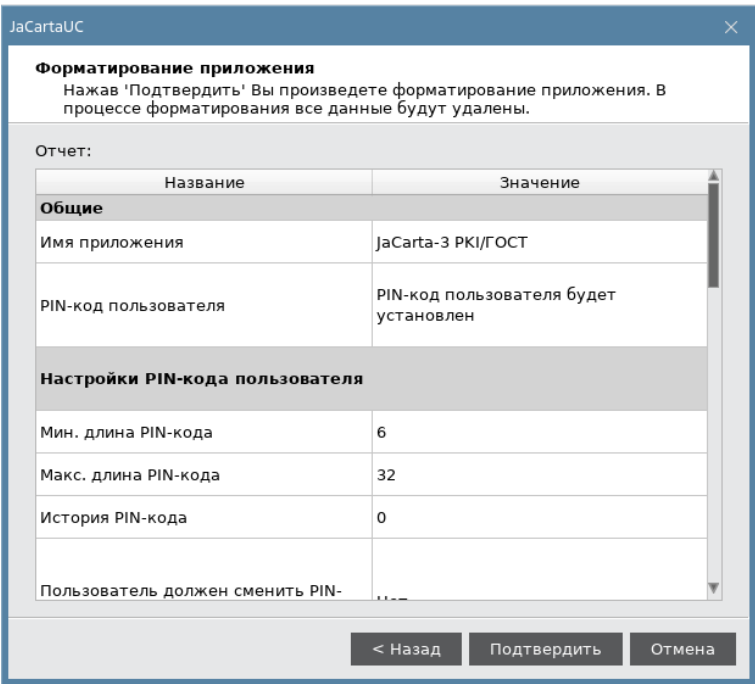 JaCartaUC
Форматирование приложения
Нажав 'Подтвердить' Вы произведете форматирование приложения. В
процессе форматирования все данные будут удалены.
Отчет:
Название Значение
Общие
Имя приложения JaCarta-3 PKI/ГОСТ
PIN-код пользователя PIN-код пользователя будет
установлен
Настройки PIN-кода пользователя
Мин. длина PIN-кода 6
Макс. длина PIN-кода 32
История PIN-кода 0
Пользователь должен сменить PIN-
< Назад Подтвердить Отмена